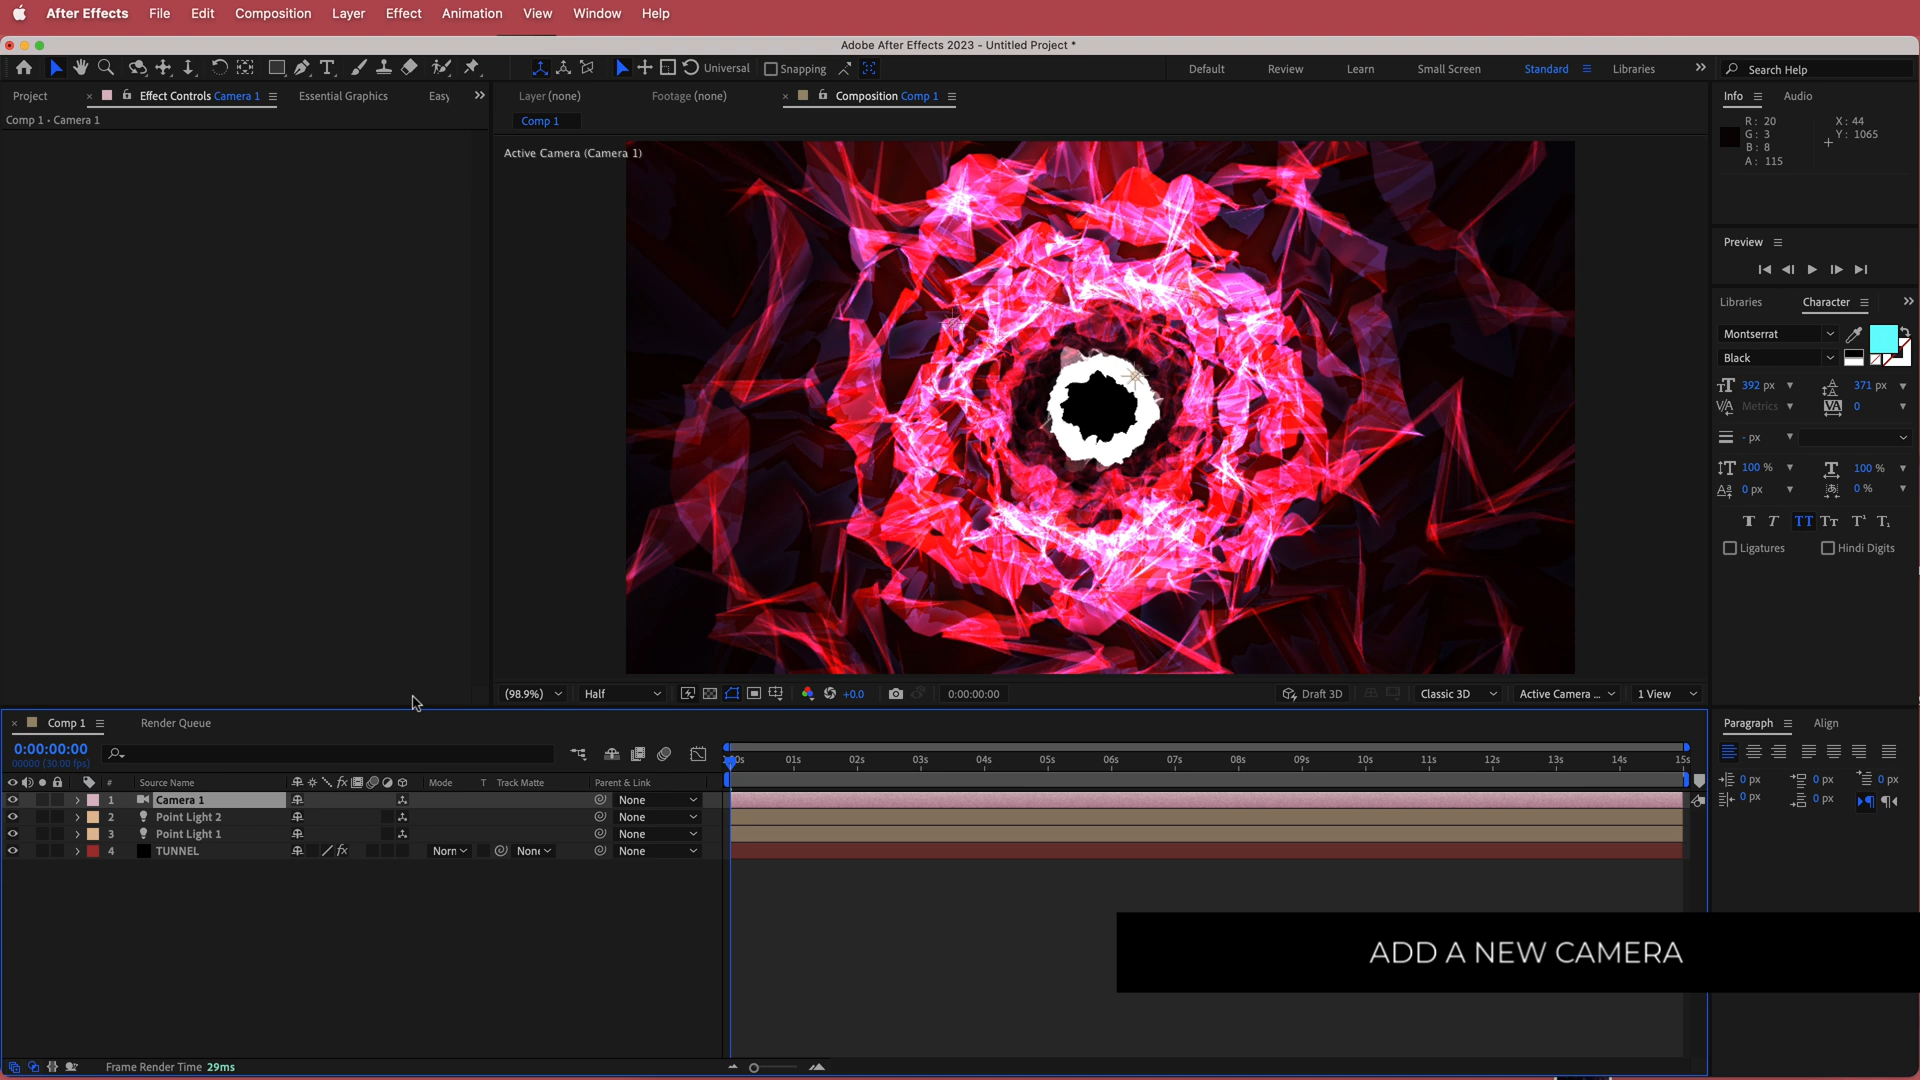 After Effects File Edit Composition Layer Effect Animation View Window Help
Adobe After Effects 2023 - Untitled Project *
Universal Snapping Default Review Learn Small Screen Standard Libraries Search Help
Project Effect Controls Camera 1 Essential Graphics Easy
Layer (none) Footage (none) Composition Comp 1
Info Audio
Comp 1 • Camera 1
Comp 1
R: 20 X: 44
G: 3 Y: 1065
B: 8
A: 115
Active Camera (Camera 1)
Preview
Libraries Character
Montserrat
Black
392 px 371 px
Metrics 0
- px
100 % 100 %
0 px 0 %
T T TT Tт T¹ T₁
Ligatures Hindi Digits
(98.9%) Half +0.0 0:00:00:00 Draft 3D Classic 3D Active Camera ... 1 View
Comp 1 Render Queue
Paragraph Align
0:00:00:00
00000 (30.00 fps)
01s 02s 03s 04s 05s 06s 07s 08s 09s 10s 11s 12s 13s 14s 15s
# Source Name Mode T Track Matte Parent & Link
0 px 0 px 0 px
0 px 0 px
1 Camera 1 None
2 Point Light 2 None
3 Point Light 1 None
4 TUNNEL fx Norn None None
ADD A NEW CAMERA
Frame Render Time 29ms